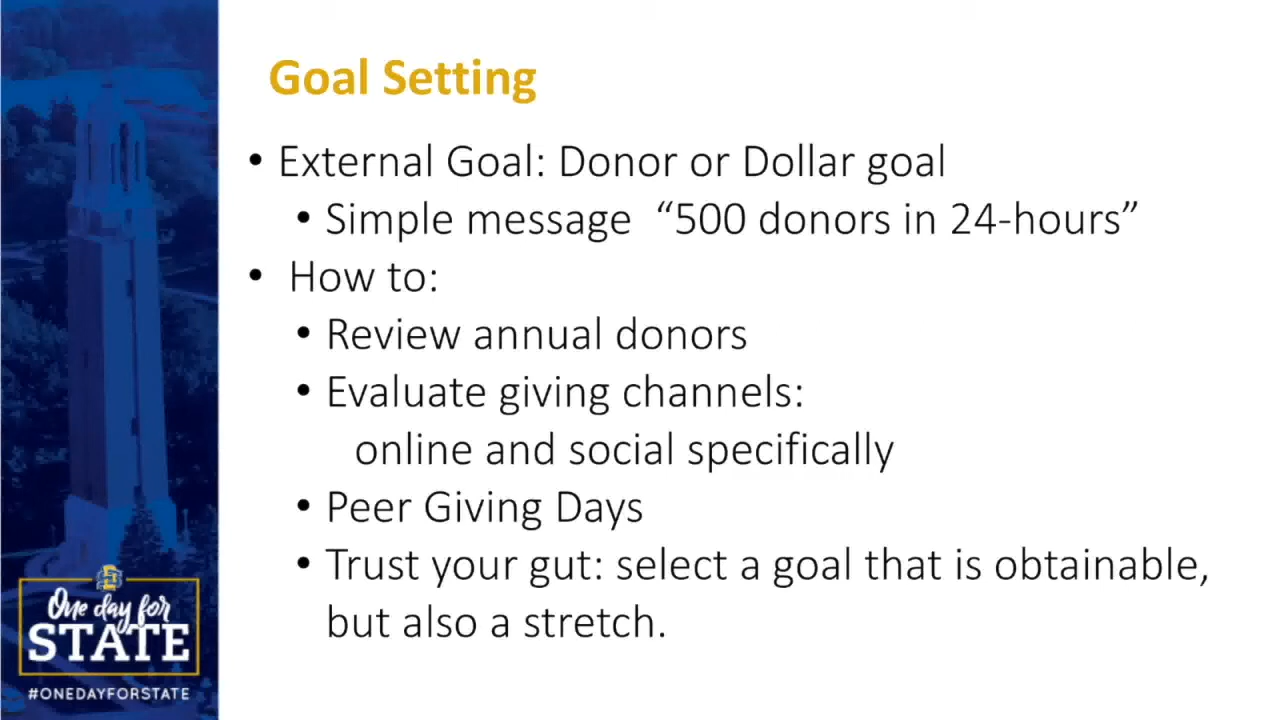 Goal Setting
• External Goal: Donor or Dollar goal
• Simple message “500 donors in 24-hours”
• How to:
• Review annual donors
• Evaluate giving channels:
online and social specifically
• Peer Giving Days
• Trust your gut: select a goal that is obtainable,
but also a stretch.
One day for
STATE
#ONEDAYFORSTATE